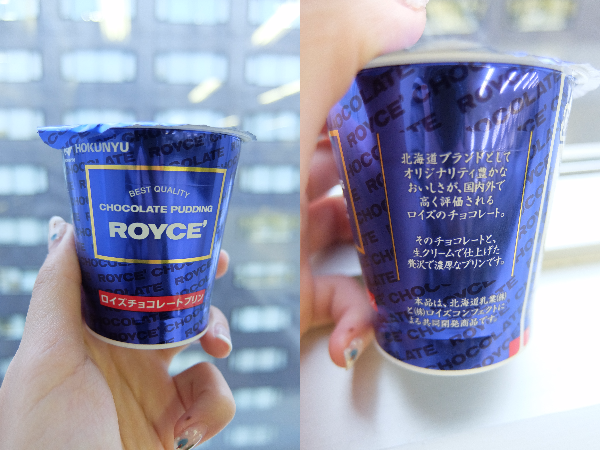 HOKUNYU
BEST QUALITY
CHOCOLATE PUDDING
ROYCE'
ロイズチョコレートプリン
北海道ブランドとして
オリジナリティ豊かな
おいしさが、国内外で
高く評価される
ロイズのチョコレート。
そのチョコレートと、
生クリームで仕上げた
贅沢で濃厚なプリンです。
本品は、北海道乳業(株)
と(株)ロイズコンフェクトに
よる共同開発商品です。
CHOCOLATE
ROYCE'